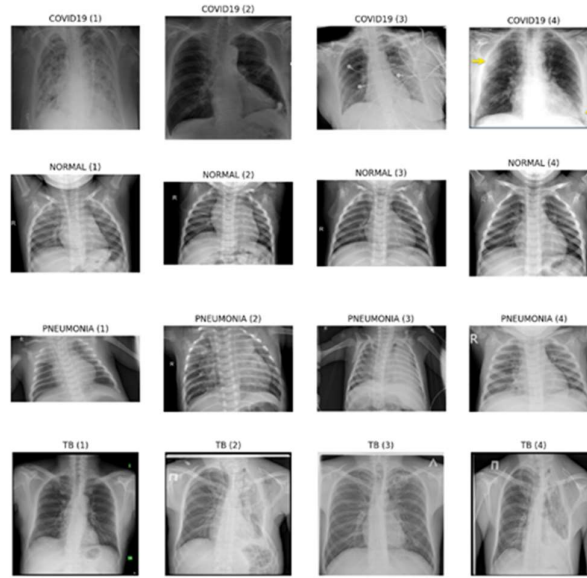 COVID19 (1)
COVID19 (2)
COVID19 (3)
COVID19 (4)
NORMAL (1)
NORMAL (2)
NORMAL (3)
NORMAL (4)
R
R
R
PNEUMONIA (1)
PNEUMONIA (2)
PNEUMONIA (3)
PNEUMONIA (4)
R
R
TB (1)
TB (2)
TB (3)
TB (4)
П
Л
П